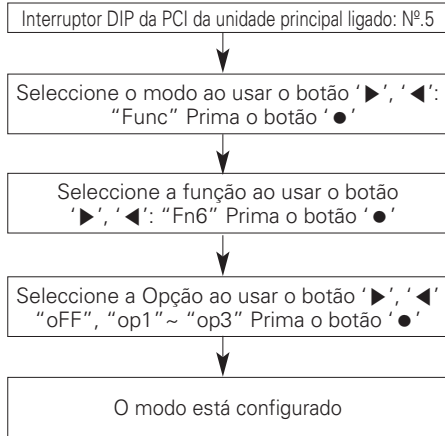 Interruptor DIP da PCI da unidade principal ligado: Nº.5
Seleccione o modo ao usar o botão ‘▶’, ‘◀’:
“Func” Prima o botão ‘●’
Seleccione a função ao usar o botão
‘▶’, ‘◀’: “Fn6” Prima o botão ‘●’
Seleccione a Opção ao usar o botão ‘▶’, ‘◀’
“oFF”, “op1”~ “op3” Prima o botão ‘●’
O modo está configurado